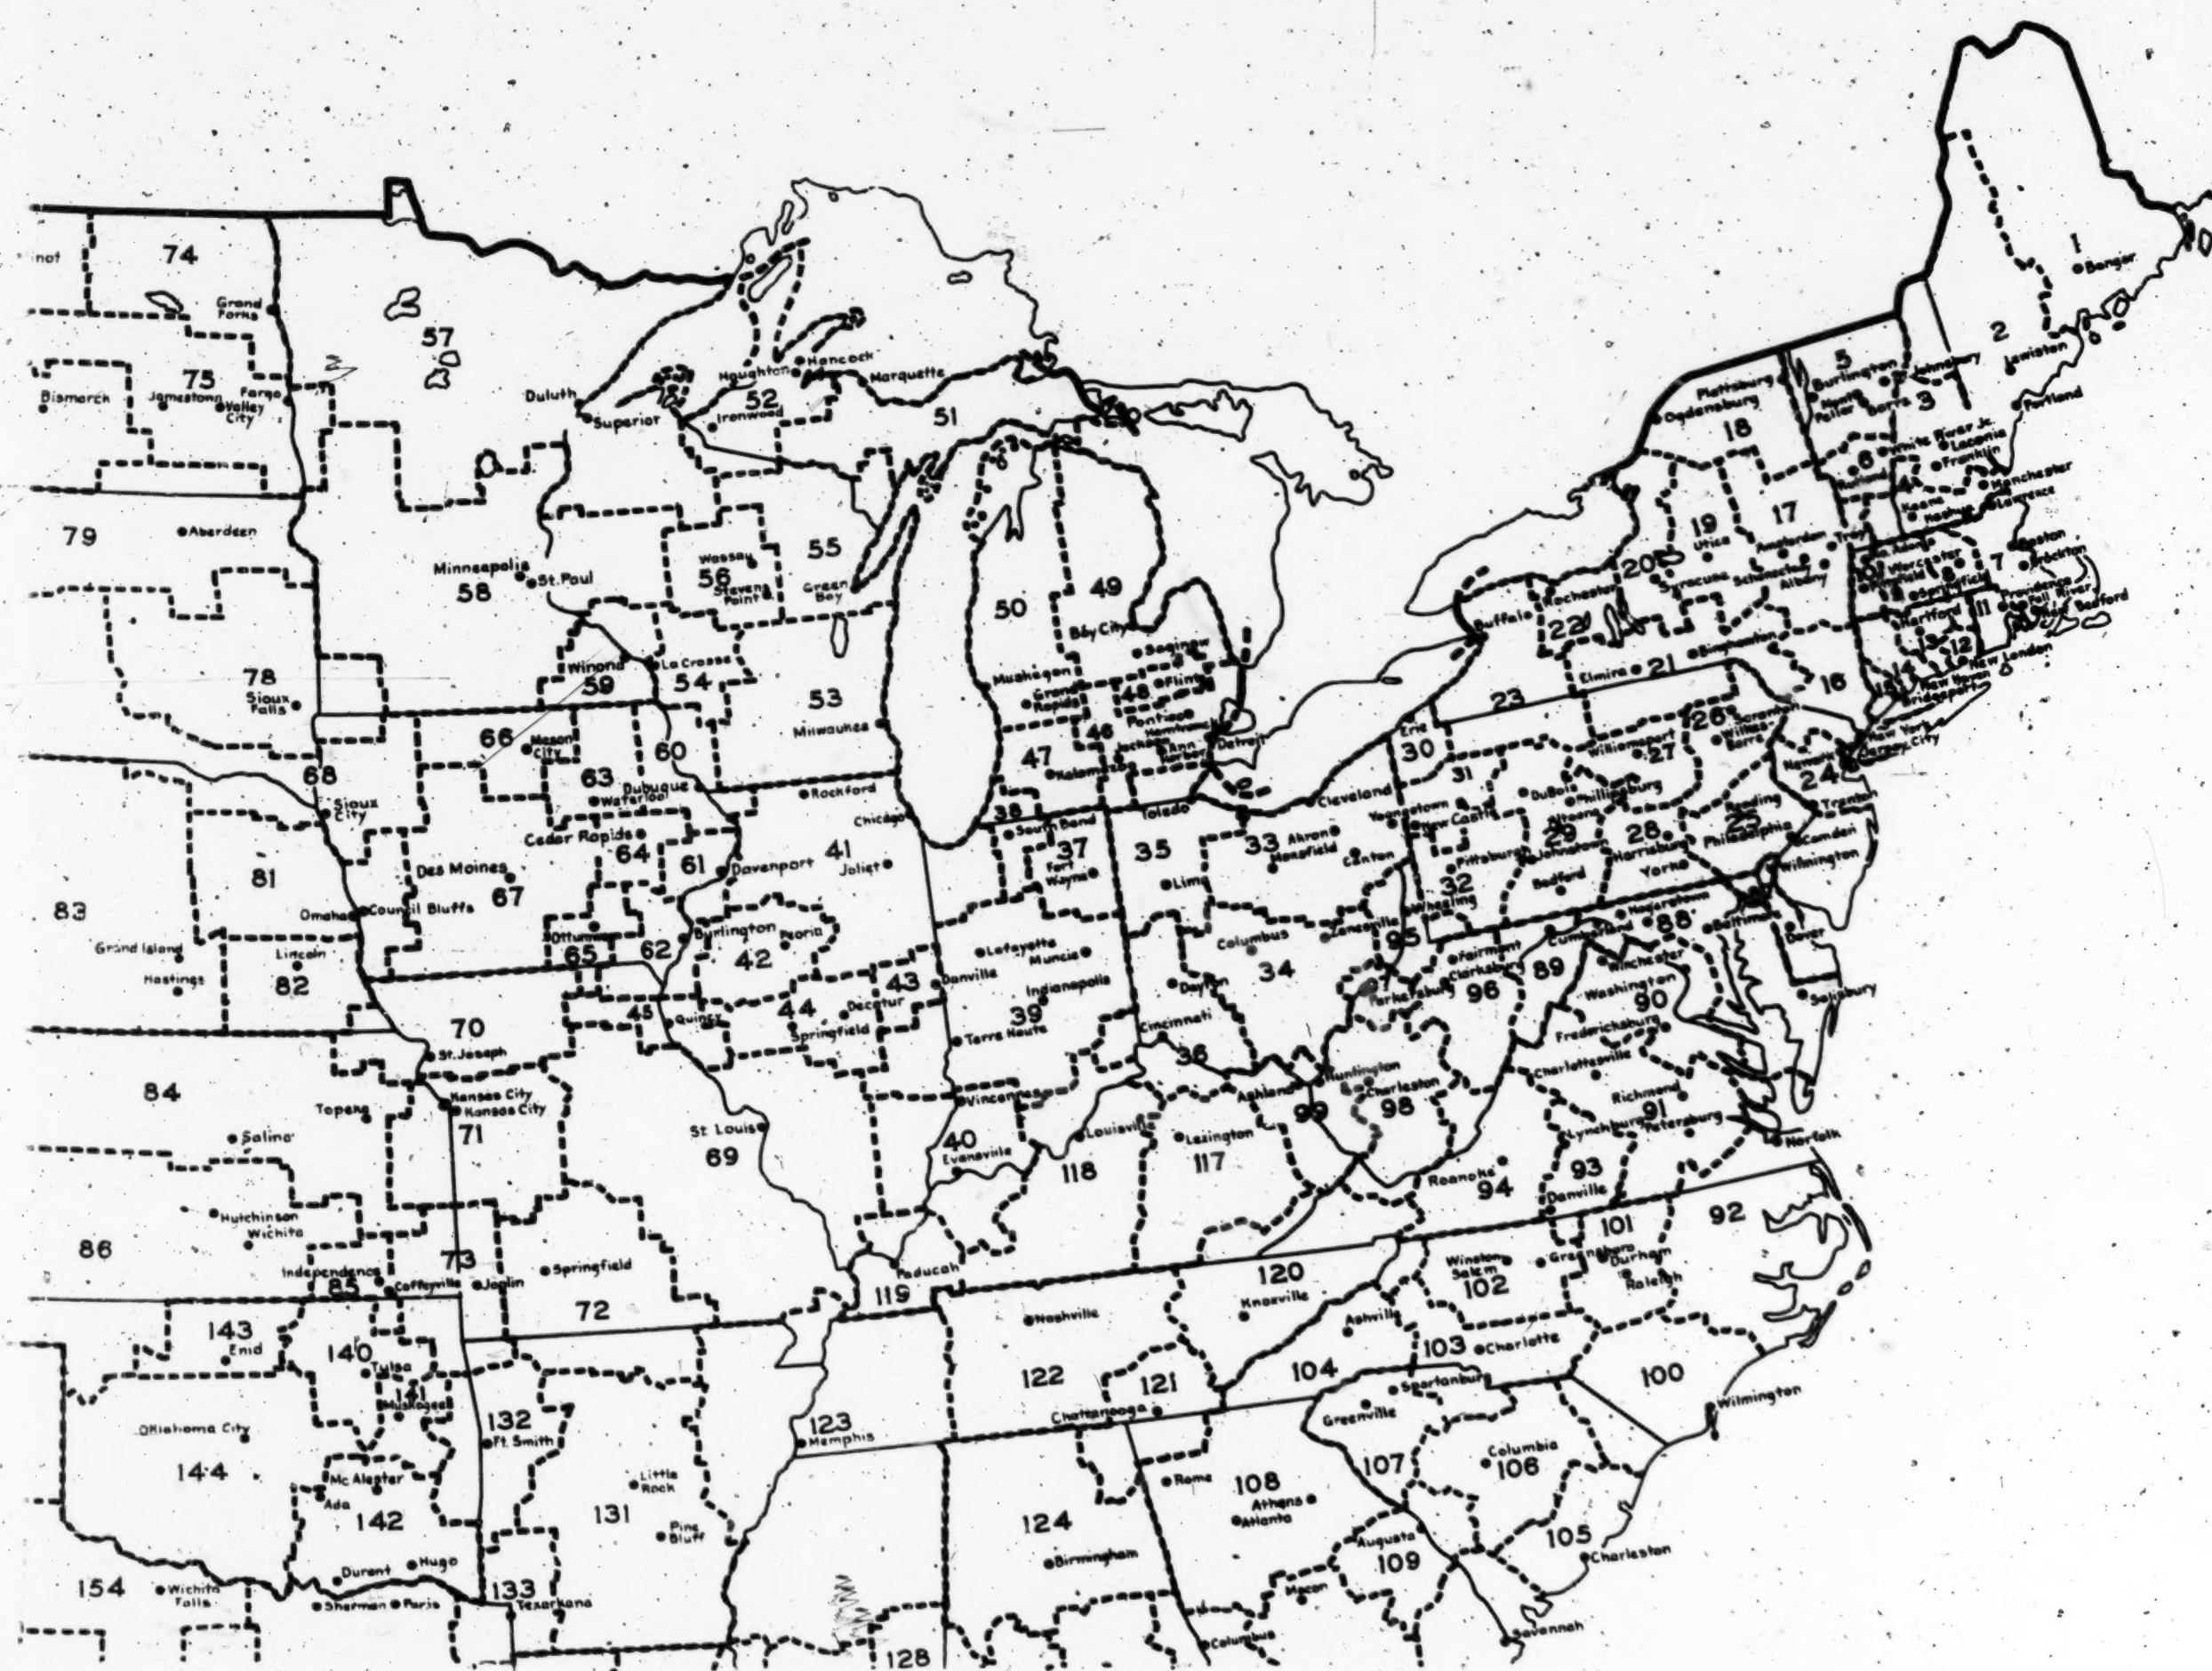 74
Grand
Forks
57
75
Jamestown
Fargo
Valley
City
Bismarck
Duluth
Superior
Houghton
Hancock
52
Ironwood
Marquette
51
1
Bangor
2
Lewiston
Portland
5
Burlington
Plattsburg
Ogdensburg
18
3
6
White River Jc.
Laconia
Franklin
Manchester
Lawrence
Keene
Nashua
79
Aberdeen
Minneapolis
St. Paul
58
56
Stevens
Point
55
Green
Bay
50
49
Bay City
Saginaw
48
Flint
Muskegon
Grand
Rapids
19
Utica
17
Amsterdam
Troy
Schenectady
Albany
20
Syracuse
Rochester
Buffalo
22
Boston
Brockton
7
Worcester
Springfield
Providence
Fall River
New Bedford
Hartford
11
12
13
14
New London
New Haven
Bridgeport
15
16
78
Sioux
Falls
Winona
59
La Crosse
54
53
Milwaukee
Pontiac
46
Ann
Arbor
Detroit
47
Kalamazoo
Elmira
21
Binghamton
23
Erie
30
31
Williamsport
27
26
Scranton
Wilkes
Barre
New York
Jersey City
Newark
24
Trenton
68
Sioux
City
66
Mason
City
63
Waterloo
60
Dubuque
Rockford
Chicago
38
South Bend
Toledo
Cleveland
Youngstown
New Castle
DuBois
Phillipsburg
Altoona
Reading
25
Philadelphia
Camden
Wilmington
Cedar Rapids
64
61
Davenport
41
Joliet
37
Fort
Wayne
35
Lima
33
Akron
Mansfield
Canton
Pittsburgh
Johnstown
29
28
Harrisburg
York
Bedford
32
Wheeling
81
83
Omaha
Council Bluffs
Des Moines
67
Grand Island
Hastings
Lincoln
82
Ottumwa
65
62
Burlington
42
Peoria
43
Danville
Lafayette
Muncie
Indianapolis
39
Terre Haute
Columbus
Zanesville
34
Dayton
Cincinnati
36
95
Fairmont
Clarksburg
Parkersburg
97
96
Cumberland
Hagerstown
88
Baltimore
Dover
89
Winchester
Washington
90
Salisbury
Fredericksburg
Charlottesville
70
St. Joseph
45
Quincy
44
Decatur
Springfield
84
Topeka
Salina
Kansas City
Kansas City
71
St. Louis
69
Vincennes
40
Evansville
Louisville
118
Lexington
117
Ashland
Huntington
99
Charleston
98
Richmond
91
Lynchburg
Petersburg
Norfolk
Roanoke
94
93
Danville
86
Hutchinson
Wichita
Independence
85
Coffeyville
73
Joplin
Springfield
72
Paducah
119
120
Knoxville
Nashville
Ashville
Winston
Salem
102
Greensboro
Durham
Raleigh
101
92
143
Enid
140
Tulsa
141
Muskogee
122
121
Chattanooga
104
103
Charlotte
Spartanburg
Greenville
100
Wilmington
Oklahoma City
144
132
Ft. Smith
123
Memphis
McAlester
Ada
142
Little
Rock
131
Pine
Bluff
Rome
108
Athens
Atlanta
107
Columbia
106
124
Birmingham
Augusta
109
105
Charleston
154
Wichita
Falls
Durant
Hugo
Sherman
Paris
133
Texarkana
Macon
Columbus
Savannah
128